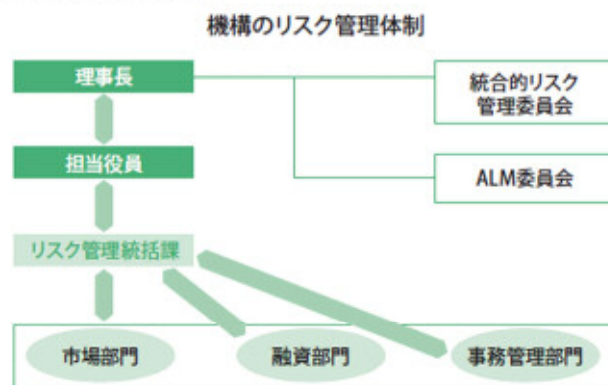 機構のリスク管理体制
理事長
統合的リスク
管理委員会
担当役員
ALM委員会
リスク管理統括課
市場部門
融資部門
事務管理部門